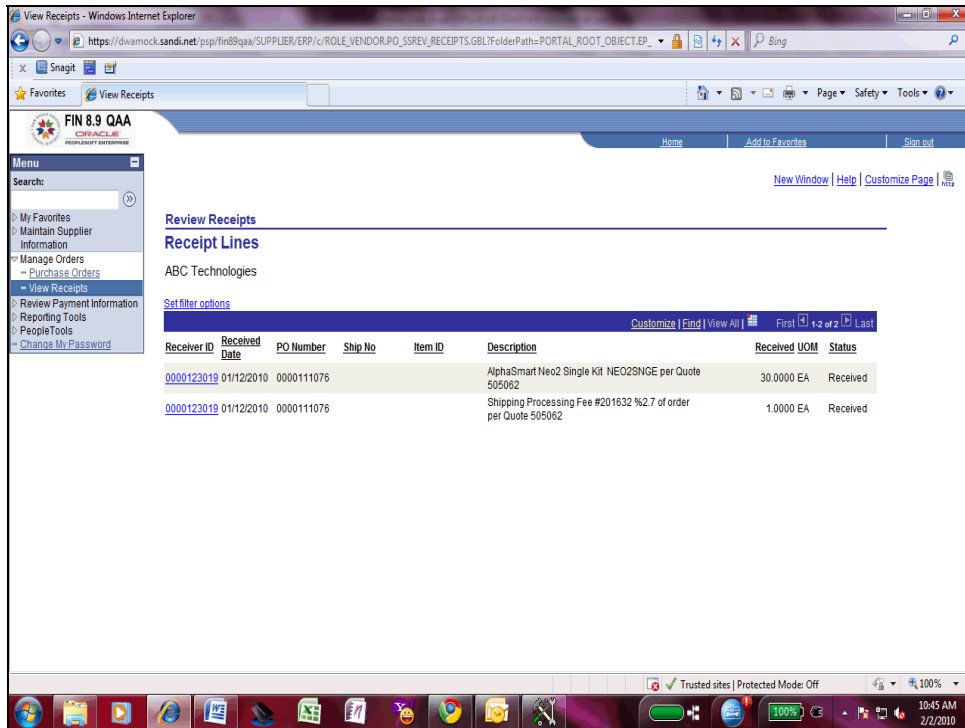 View Receipts - Windows Internet Explorer
https://dwarnock.sandi.net/psp/fin89qaa/SUPPLIER/ERP/c/ROLE_VENDOR.PO_SSREV_RECEIPTS.GBL?FolderPath=PORTAL_ROOT_OBJECT.EP_ Bing
x Snagit
Favorites View Receipts Page Safety Tools
FIN 8.9 QAA
ORACLE
PEOPLESOFT ENTERPRISE
Home Add to Favorites Sign out
Menu
New Window | Help | Customize Page | http
Search:
My Favorites
Maintain Supplier
Information
Manage Orders
- Purchase Orders
- View Receipts
Review Payment Information
Reporting Tools
PeopleTools
- Change My Password
Review Receipts
Receipt Lines
ABC Technologies
Set filter options
Customize | Find | View All | First 1-2 of 2 Last
Receiver ID Received Date PO Number Ship No Item ID Description Received UOM Status
0000123019 01/12/2010 0000111076 AlphaSmart Neo2 Single Kit NEO2SNGE per Quote 30.0000 EA Received
505062
0000123019 01/12/2010 0000111076 Shipping Processing Fee #201632 %2.7 of order 1.0000 EA Received
per Quote 505062
Trusted sites | Protected Mode: Off 100%
100% 10:45 AM
2/2/2010